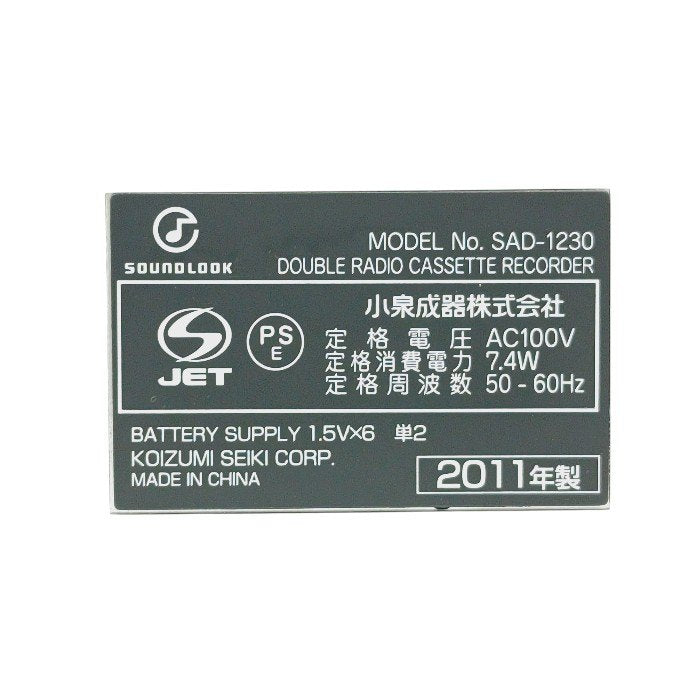 SOUNDLOOK
MODEL No. SAD-1230
DOUBLE RADIO CASSETTE RECORDER
S
JET
PS
E
小泉成器株式会社
定格電圧 AC100V
定格消費電力 7.4W
定格周波数 50-60Hz
BATTERY SUPPLY 1.5V×6 単2
KOIZUMI SEIKI CORP.
MADE IN CHINA
2011年製